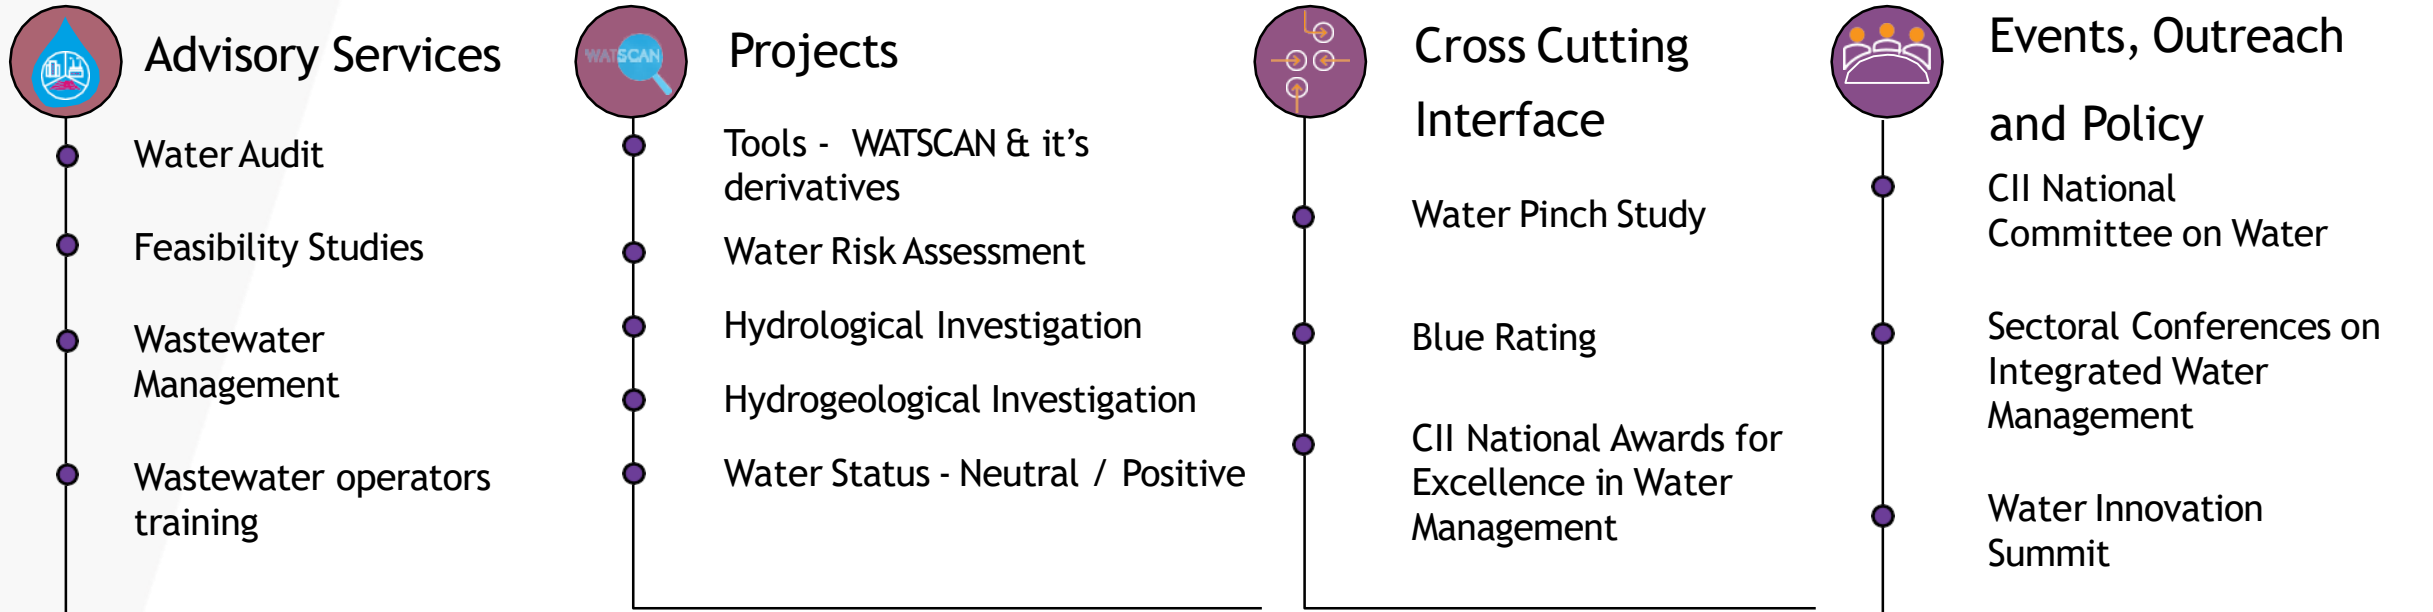 Advisory Services
Water Audit
Feasibility Studies
Wastewater
Management
Wastewater operators
training
WATSCAN
Projects
Tools - WATSCAN & it’s
derivatives
Water Risk Assessment
Hydrological Investigation
Hydrogeological Investigation
Water Status - Neutral / Positive
Cross Cutting
Interface
Water Pinch Study
Blue Rating
CII National Awards for
Excellence in Water
Management
Events, Outreach
and Policy
CII National
Committee on Water
Sectoral Conferences on
Integrated Water
Management
Water Innovation
Summit